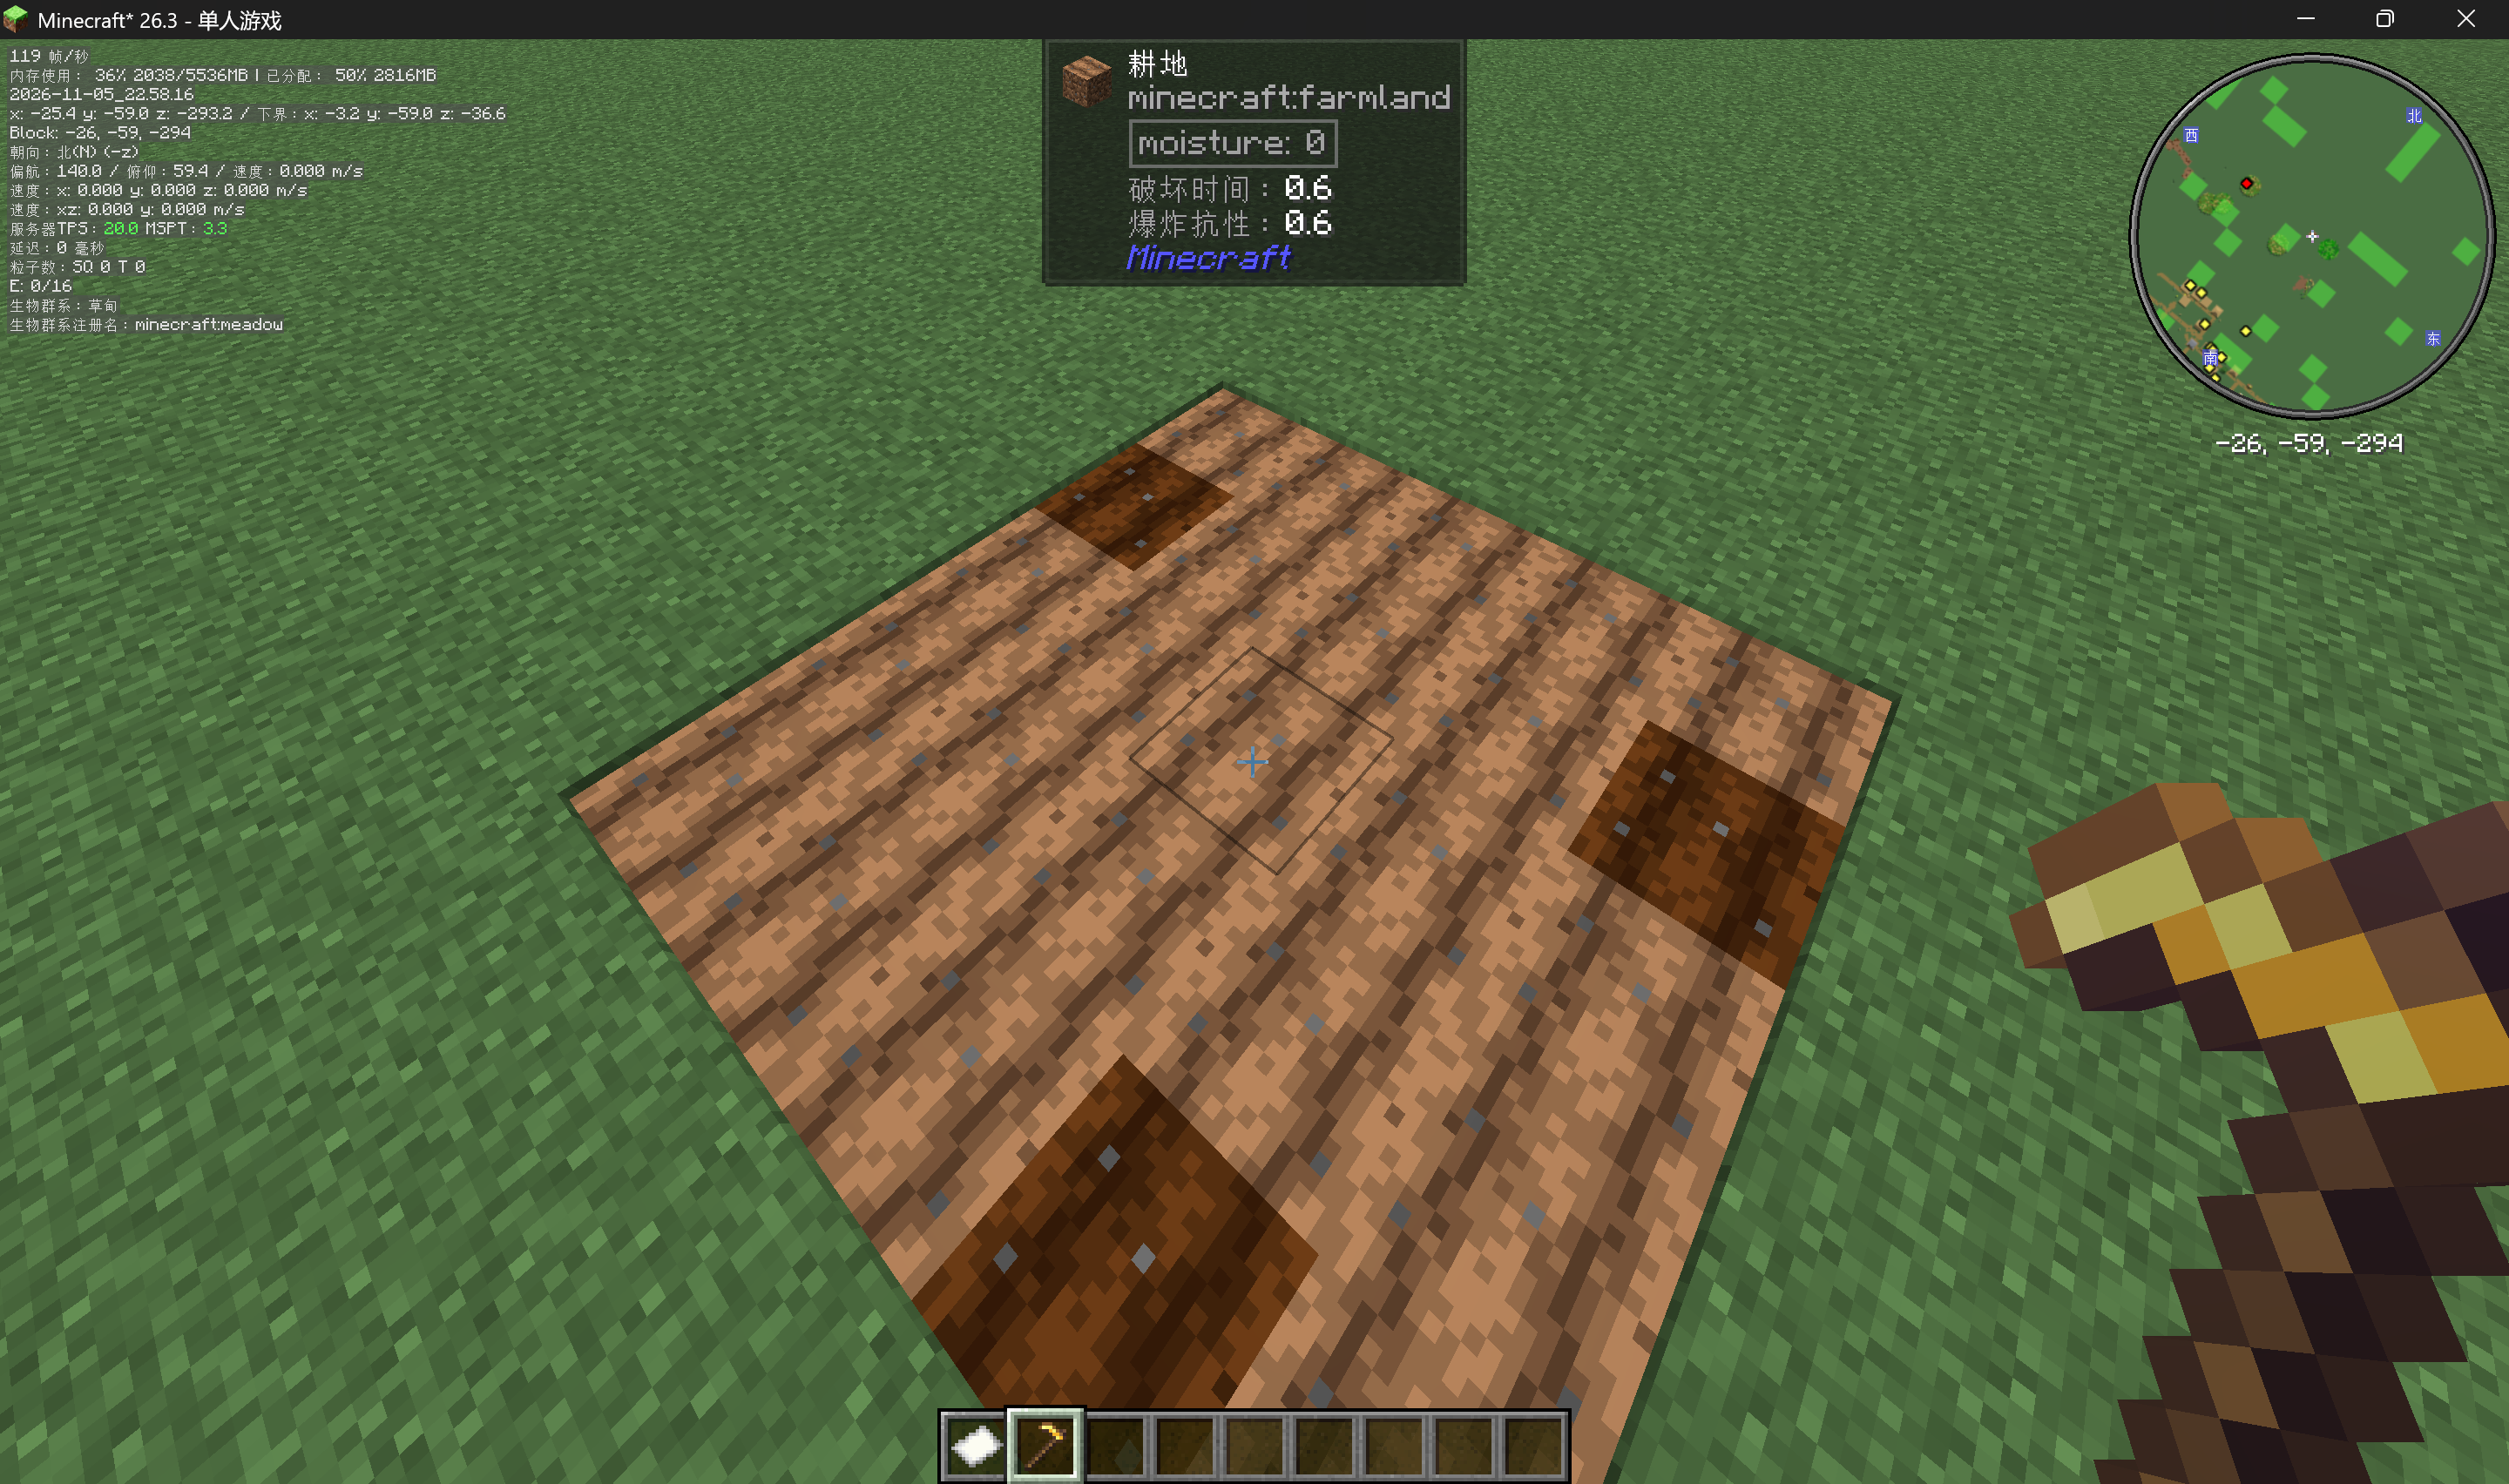 Minecraft* 26.3 - 单人游戏
119 帧/秒
内存使用： 36% 2038/5536MB | 已分配： 50% 2816MB
2026-11-05_22.58.16
x: -25.4 y: -59.0 z: -293.2 / 下界：x: -3.2 y: -59.0 z: -36.6
Block: -26, -59, -294
朝向：北(N) (-z)
偏航：140.0 / 俯仰：59.4 / 速度：0.000 m/s
速度：x: 0.000 y: 0.000 z: 0.000 m/s
速度：xz: 0.000 y: 0.000 m/s
服务器TPS：20.0 MSPT：3.3
延迟：0 毫秒
粒子数：SQ 0 T 0
E: 0/16
生物群系：草甸
生物群系注册名：minecraft:meadow
耕地
minecraft:farmland
moisture: 0
破坏时间：0.6
爆炸抗性：0.6
Minecraft
北
西
东
南
-26, -59, -294